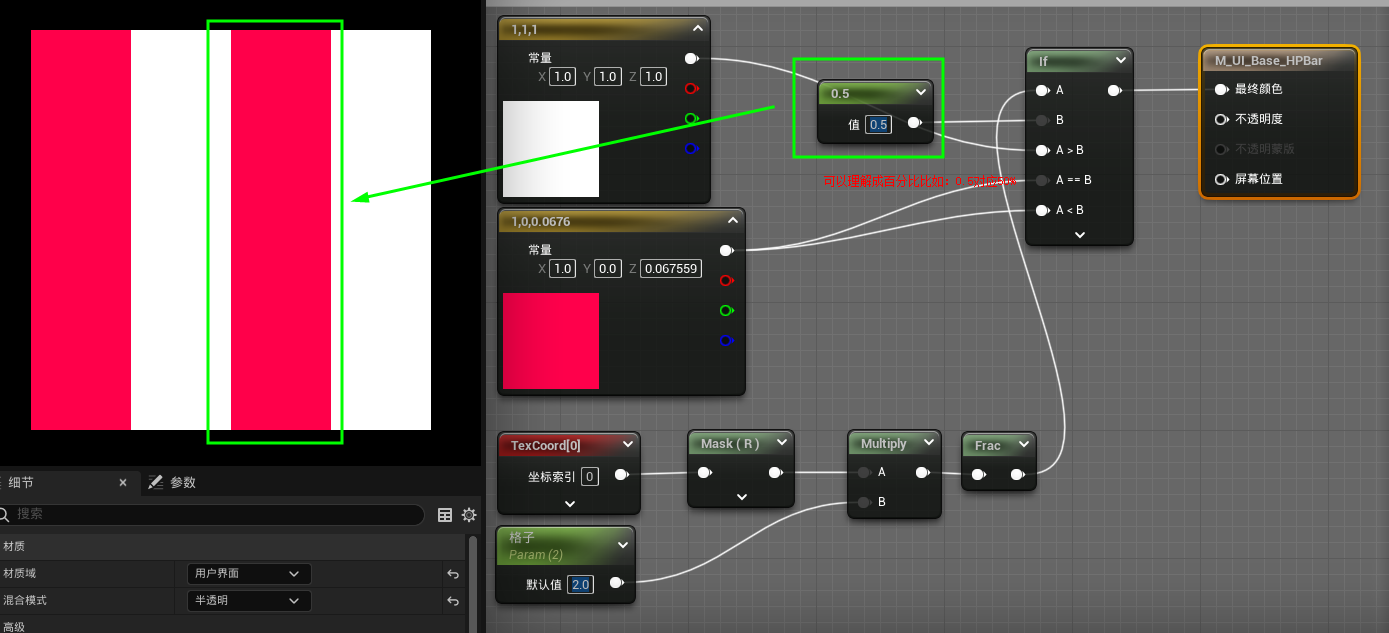 1,1,1
常量
X 1.0 Y 1.0 Z 1.0
0.5
值 0.5
可以理解成百分比比如：0.5对应50%
If
A
B
A > B
A == B
A < B
M_UI_Base_HPBar
最终颜色
不透明度
不透明蒙版
屏幕位置
1,0,0.0676
常量
X 1.0 Y 0.0 Z 0.067559
TexCoord[0]
坐标索引 0
Mask ( R )
Multiply
A
B
Frac
格子
Param (2)
默认值 2.0
细节
参数
搜索
材质
材质域 用户界面
混合模式 半透明
高级